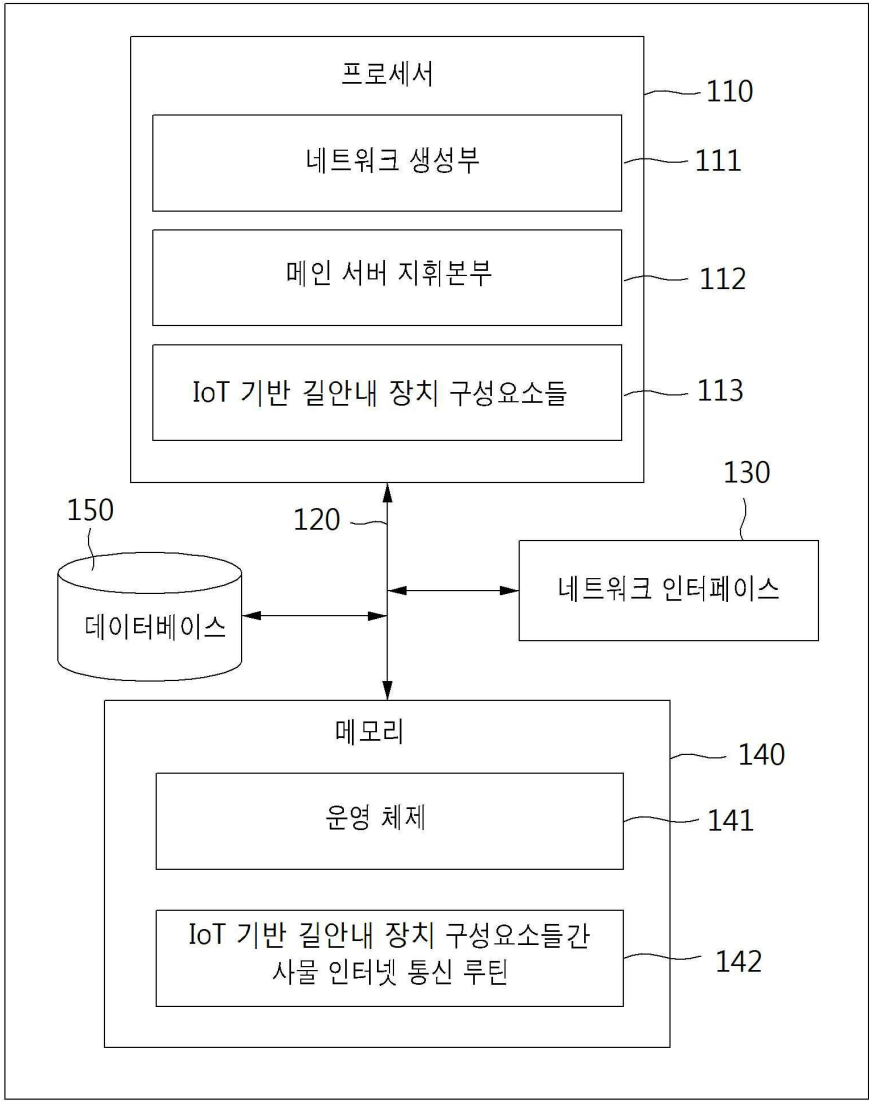 프로세서
110
네트워크 생성부
111
메인 서버 지휘본부
112
IoT 기반 길안내 장치 구성요소들
113
130
150
120
네트워크 인터페이스
데이터베이스
메모리
140
운영 체제
141
IoT 기반 길안내 장치 구성요소들간
사물 인터넷 통신 루틴
142